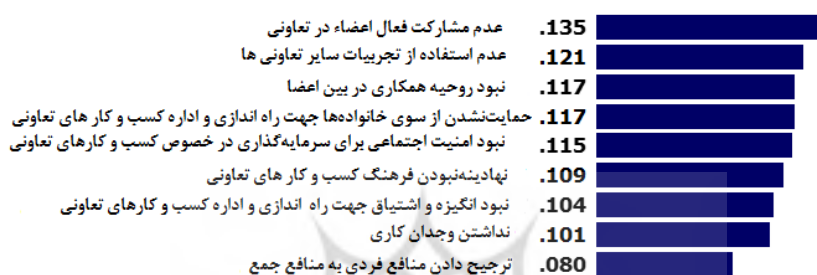 عدم مشارکت فعال اعضاء در تعاونی .135
عدم استفاده از تجربیات سایر تعاونی ها .121
نبود روحیه همکاری در بین اعضا .117
حمایت‌نشدن از سوی خانواده‌ها جهت راه اندازی و اداره کسب و کار های تعاونی .117
نبود امنیت اجتماعی برای سرمایه‌گذاری در خصوص کسب و کارهای تعاونی .115
نهادینه‌نبودن فرهنگ کسب و کار های تعاونی .109
نبود انگیزه و اشتیاق جهت راه اندازی و اداره کسب و کارهای تعاونی .104
نداشتن وجدان کاری .101
ترجیح دادن منافع فردی به منافع جمع .080